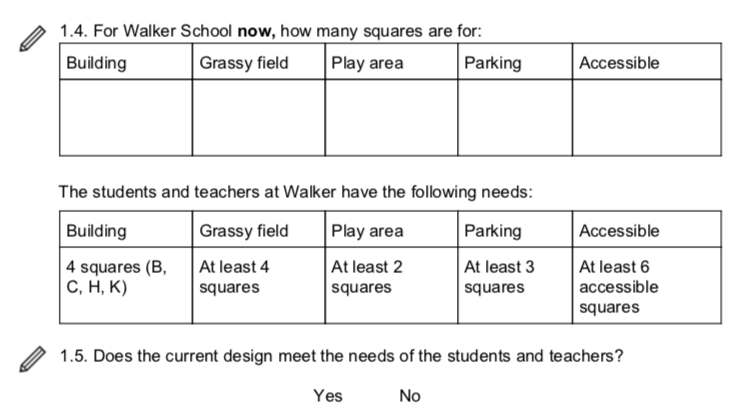 1.4. For Walker School now, how many squares are for:
Building Grassy field Play area Parking Accessible
The students and teachers at Walker have the following needs:
Building Grassy field Play area Parking Accessible
4 squares (B, C, H, K) At least 4 squares At least 2 squares At least 3 squares At least 6 accessible squares
1.5. Does the current design meet the needs of the students and teachers?
Yes No